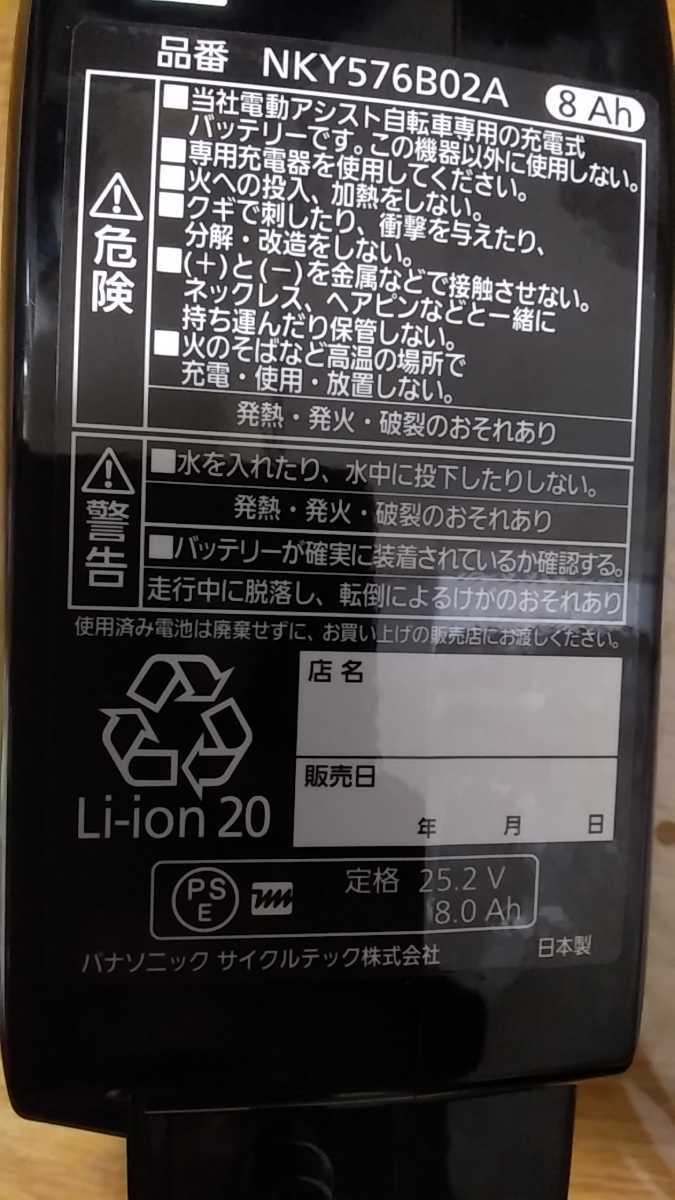 品番 NKY576B02A 8 Ah
危険
■当社電動アシスト自転車専用の充電式
バッテリーです。この機器以外に使用しない。
■専用充電器を使用してください。
■火への投入、加熱をしない。
■クギで刺したり、衝撃を与えたり、
分解・改造をしない。
■(+)と(−)を金属などで接触させない。
ネックレス、ヘアピンなどと一緒に
持ち運んだり保管しない。
■火のそばなど高温の場所で
充電・使用・放置しない。
発熱・発火・破裂のおそれあり
警告
■水を入れたり、水中に投下したりしない。
発熱・発火・破裂のおそれあり
■バッテリーが確実に装着されているか確認する。
走行中に脱落し、転倒によるけがのおそれあり
使用済み電池は廃棄せずに、お買い上げの販売店にお渡しください。
Li-ion 20
店名
販売日
年 月 日
PSE
定格 25.2 V
8.0 Ah
パナソニック サイクルテック株式会社 日本製